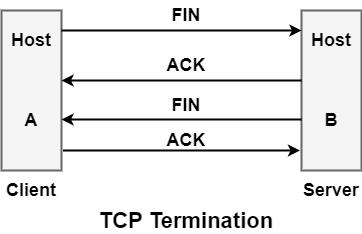 FIN
Host
Host
ACK
FIN
A
B
ACK
Client
Server
TCP Termination